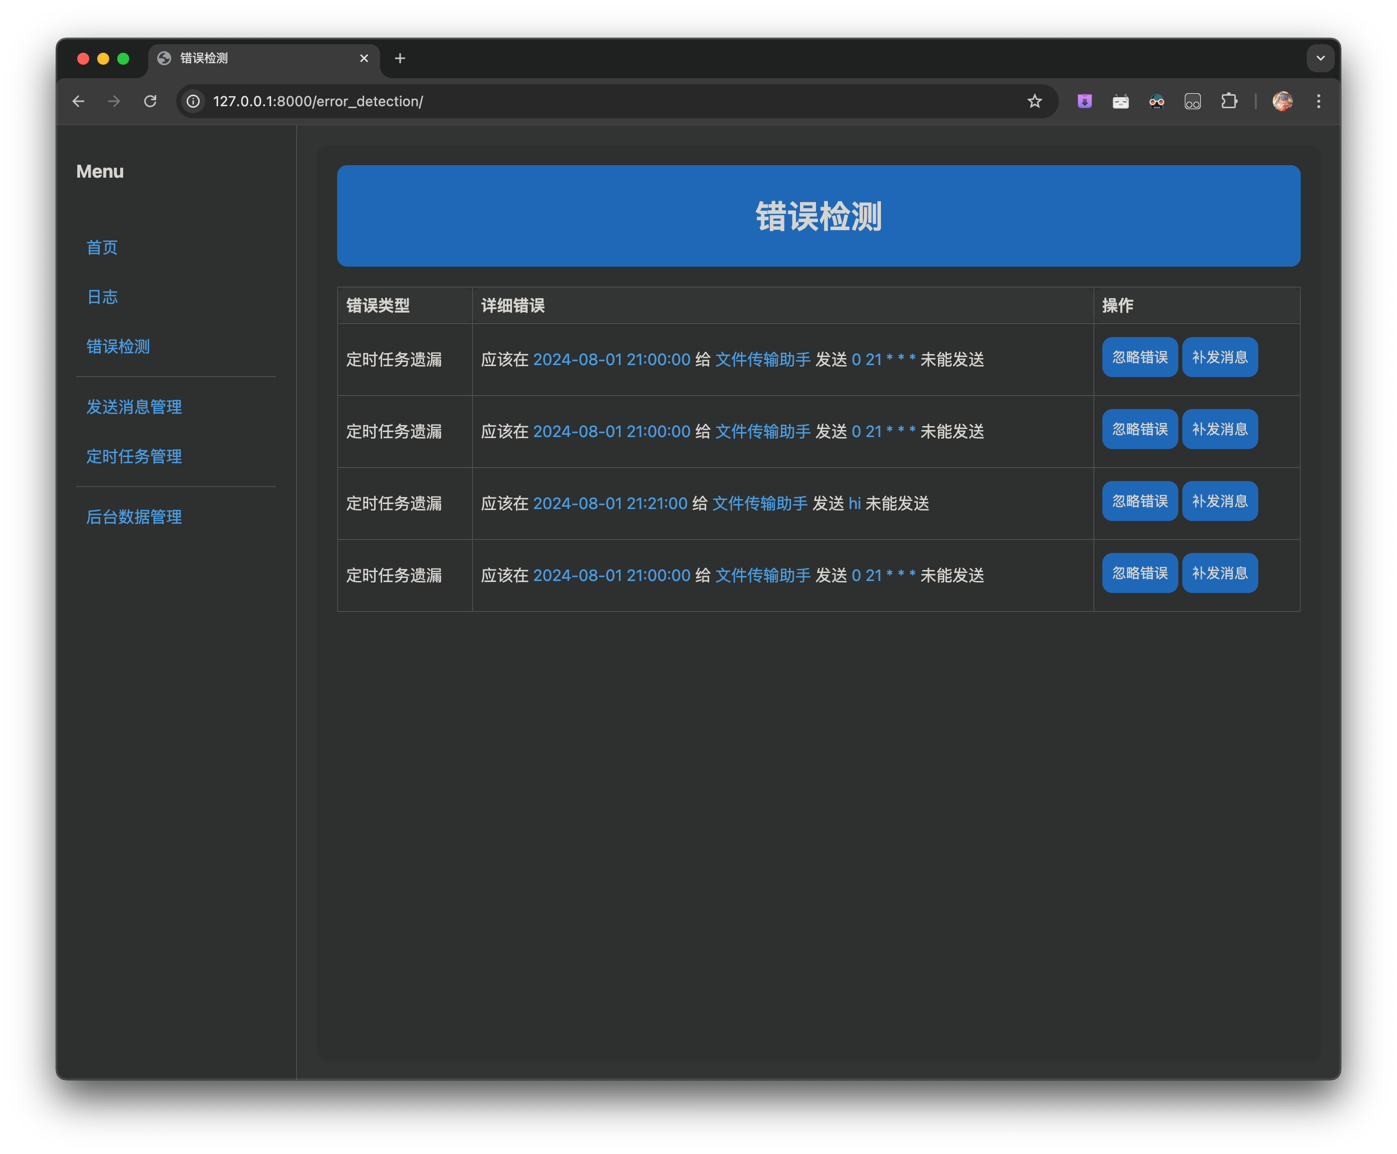 错误检测
127.0.0.1:8000/error_detection/
Menu
首页
日志
错误检测
发送消息管理
定时任务管理
后台数据管理
错误检测
错误类型 详细错误 操作
定时任务遗漏 应该在 2024-08-01 21:00:00 给 文件传输助手 发送 0 21 * * * 未能发送 忽略错误 补发消息
定时任务遗漏 应该在 2024-08-01 21:00:00 给 文件传输助手 发送 0 21 * * * 未能发送 忽略错误 补发消息
定时任务遗漏 应该在 2024-08-01 21:21:00 给 文件传输助手 发送 hi 未能发送 忽略错误 补发消息
定时任务遗漏 应该在 2024-08-01 21:00:00 给 文件传输助手 发送 0 21 * * * 未能发送 忽略错误 补发消息